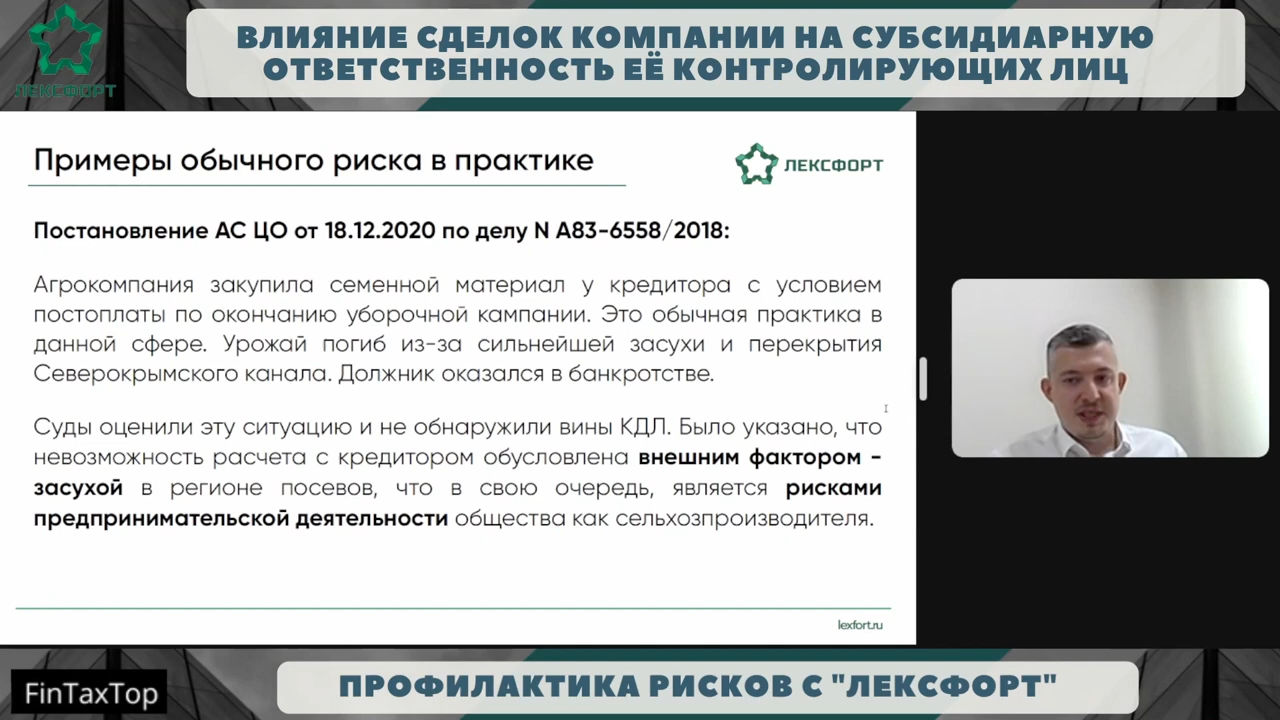 ВЛИЯНИЕ СДЕЛОК КОМПАНИИ НА СУБСИДИАРНУЮ
ОТВЕТСТВЕННОСТЬ ЕЁ КОНТРОЛИРУЮЩИХ ЛИЦ
ЛЕКСФОРТ
Примеры обычного риска в практике
ЛЕКСФОРТ
Постановление АС ЦО от 18.12.2020 по делу N А83-6558/2018:
Агрокомпания закупила семенной материал у кредитора с условием
постоплаты по окончанию уборочной кампании. Это обычная практика в
данной сфере. Урожай погиб из-за сильнейшей засухи и перекрытия
Северокрымского канала. Должник оказался в банкротстве.
Суды оценили эту ситуацию и не обнаружили вины КДЛ. Было указано, что
невозможность расчета с кредитором обусловлена внешним фактором -
засухой в регионе посевов, что в свою очередь, является рисками
предпринимательской деятельности общества как сельхозпроизводителя.
lexfort.ru
FinTaxTop
ПРОФИЛАКТИКА РИСКОВ С "ЛЕКСФОРТ"